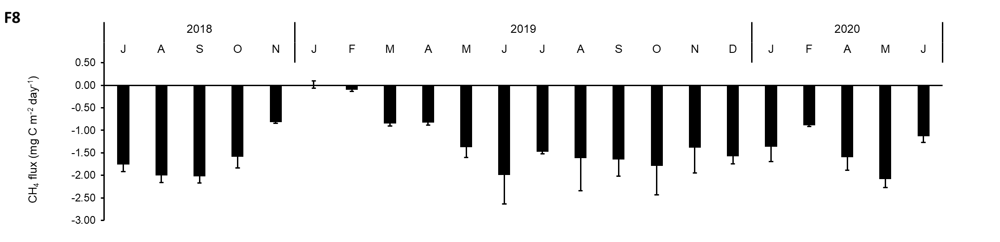 F8
2018 2019 2020
J A S O N J F M A M J J A S O N D J F A M J
0.50
0.00
-0.50
-1.00
-1.50
-2.00
-2.50
-3.00
CH₄ flux (mg C m⁻² day⁻¹)